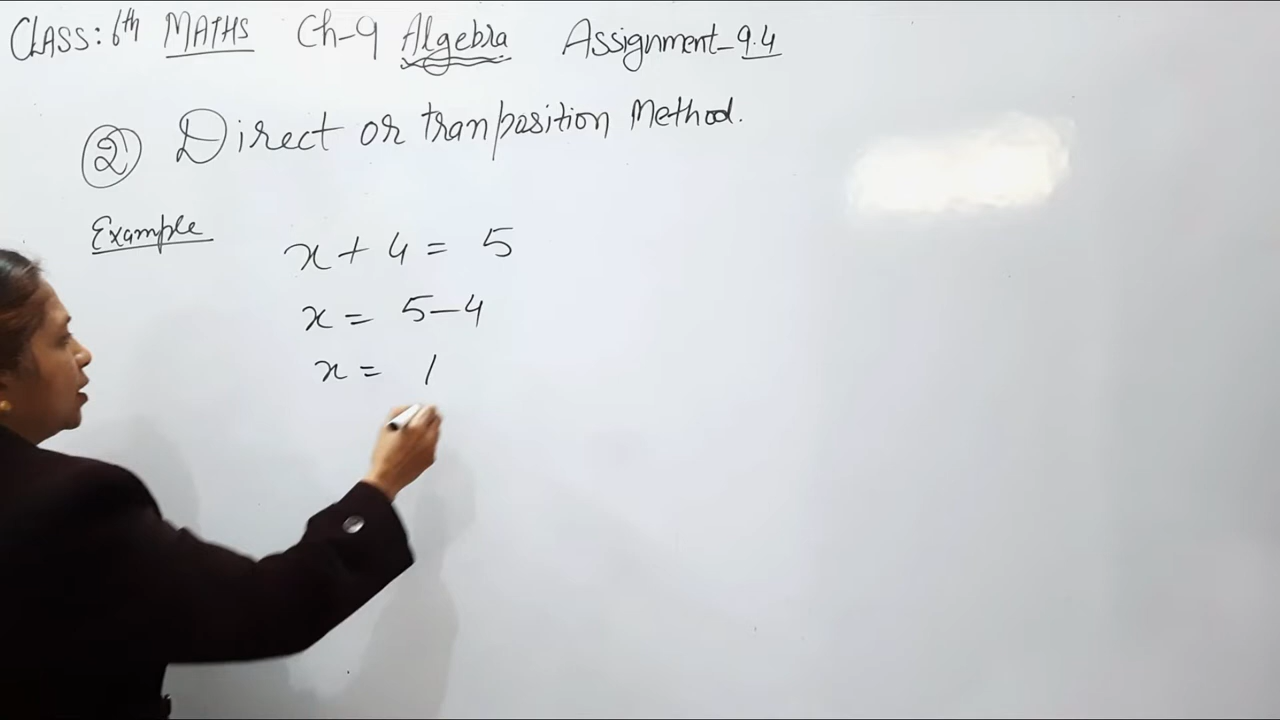 CLASS: 6th MATHS Ch-9 Algebra Assignment-9.4
② Direct or tranposition Method.
Example x + 4 = 5
x = 5-4
x = 1